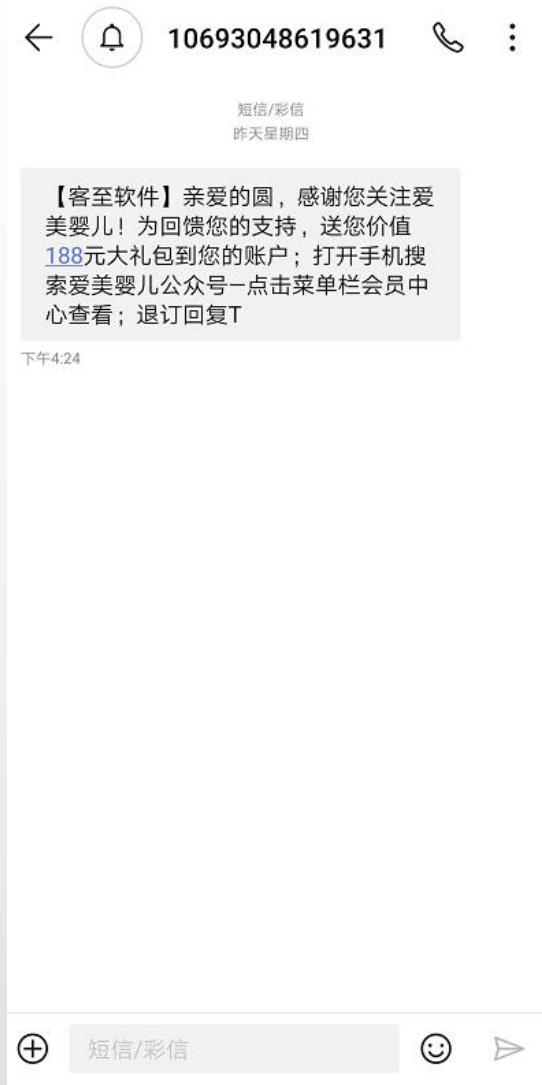 10693048619631
短信/彩信
昨天星期四
【客至软件】亲爱的圆，感谢您关注爱
美婴儿！为回馈您的支持，送您价值
188元大礼包到您的账户；打开手机搜
索爱美婴儿公众号—点击菜单栏会员中
心查看；退订回复T
下午4:24
短信/彩信